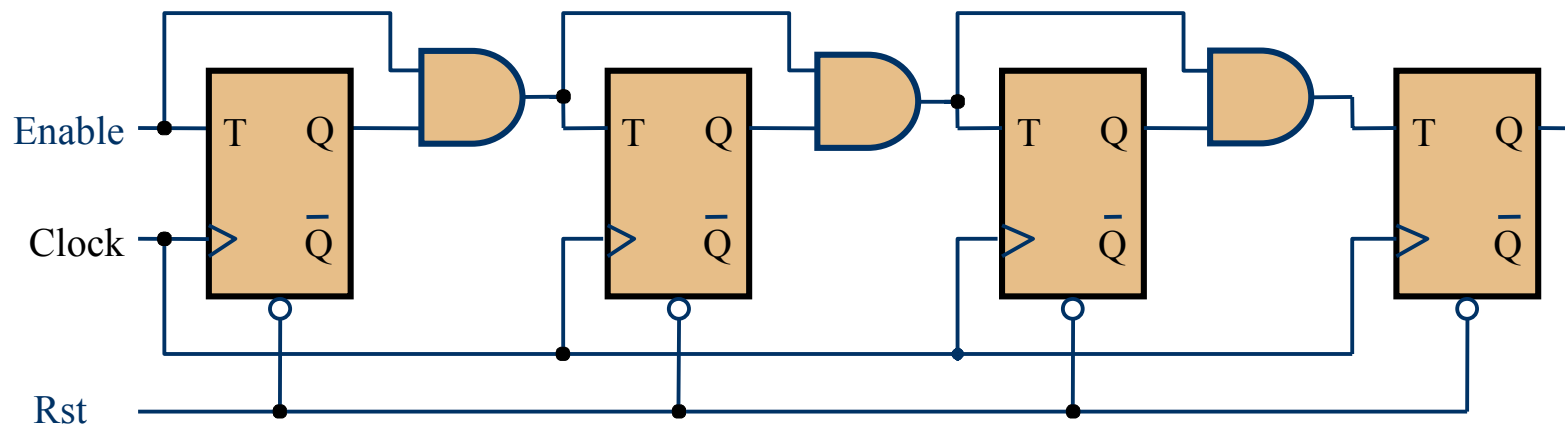 Enable T Q T Q T Q T Q
Clock Q̅ Q̅ Q̅ Q̅
Rst